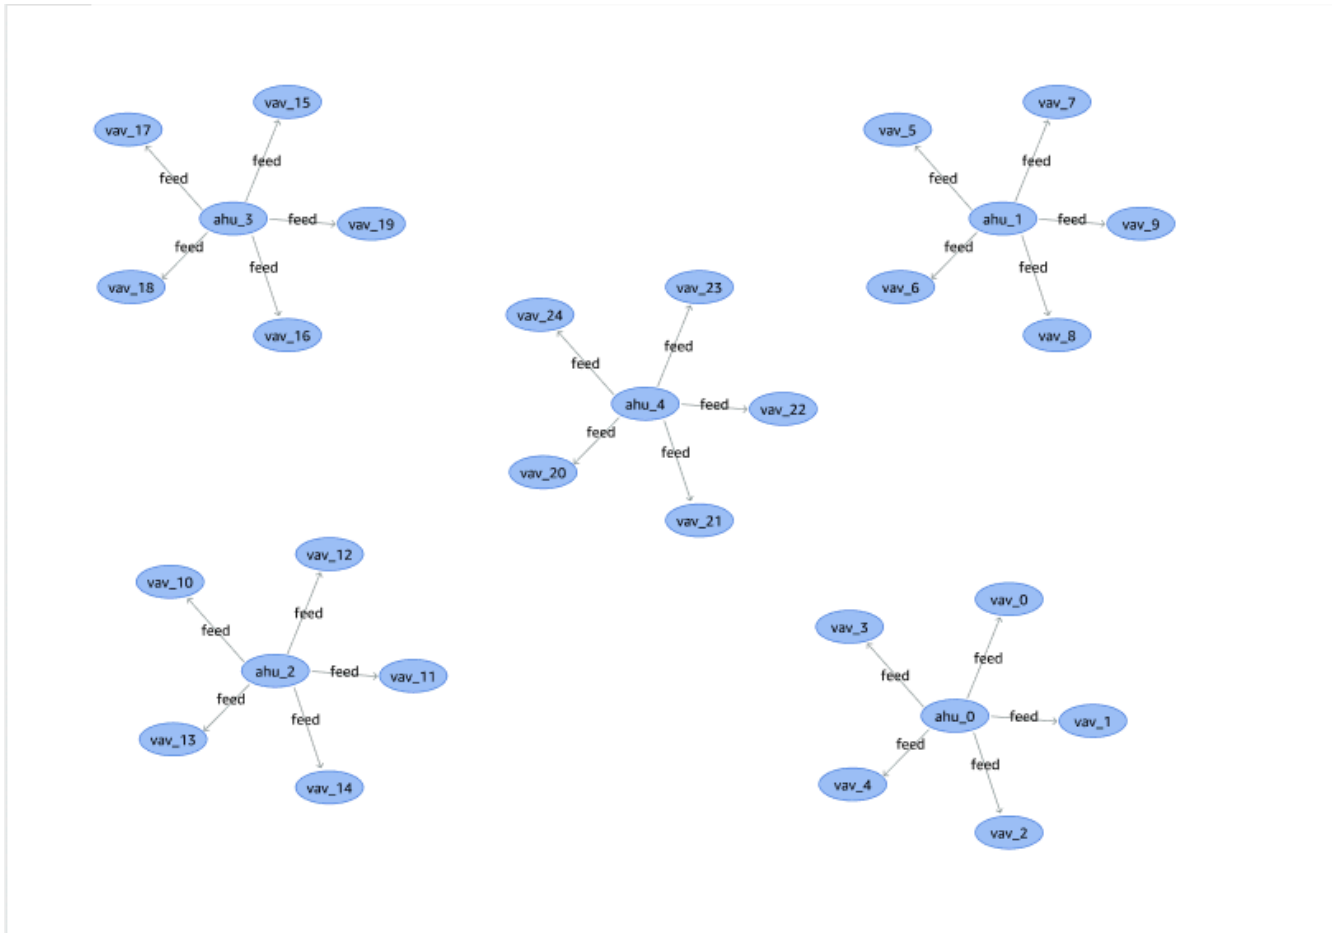 vav_15
vav_17
feed
feed
ahu_3
feed
vav_19
feed
feed
vav_18
vav_16
vav_7
vav_5
feed
feed
ahu_1
feed
vav_9
feed
feed
vav_6
vav_8
vav_23
vav_24
feed
feed
ahu_4
feed
vav_22
feed
feed
vav_20
vav_21
vav_12
vav_10
feed
feed
ahu_2
feed
vav_11
feed
feed
vav_13
vav_14
vav_0
vav_3
feed
feed
ahu_0
feed
vav_1
feed
feed
vav_4
vav_2